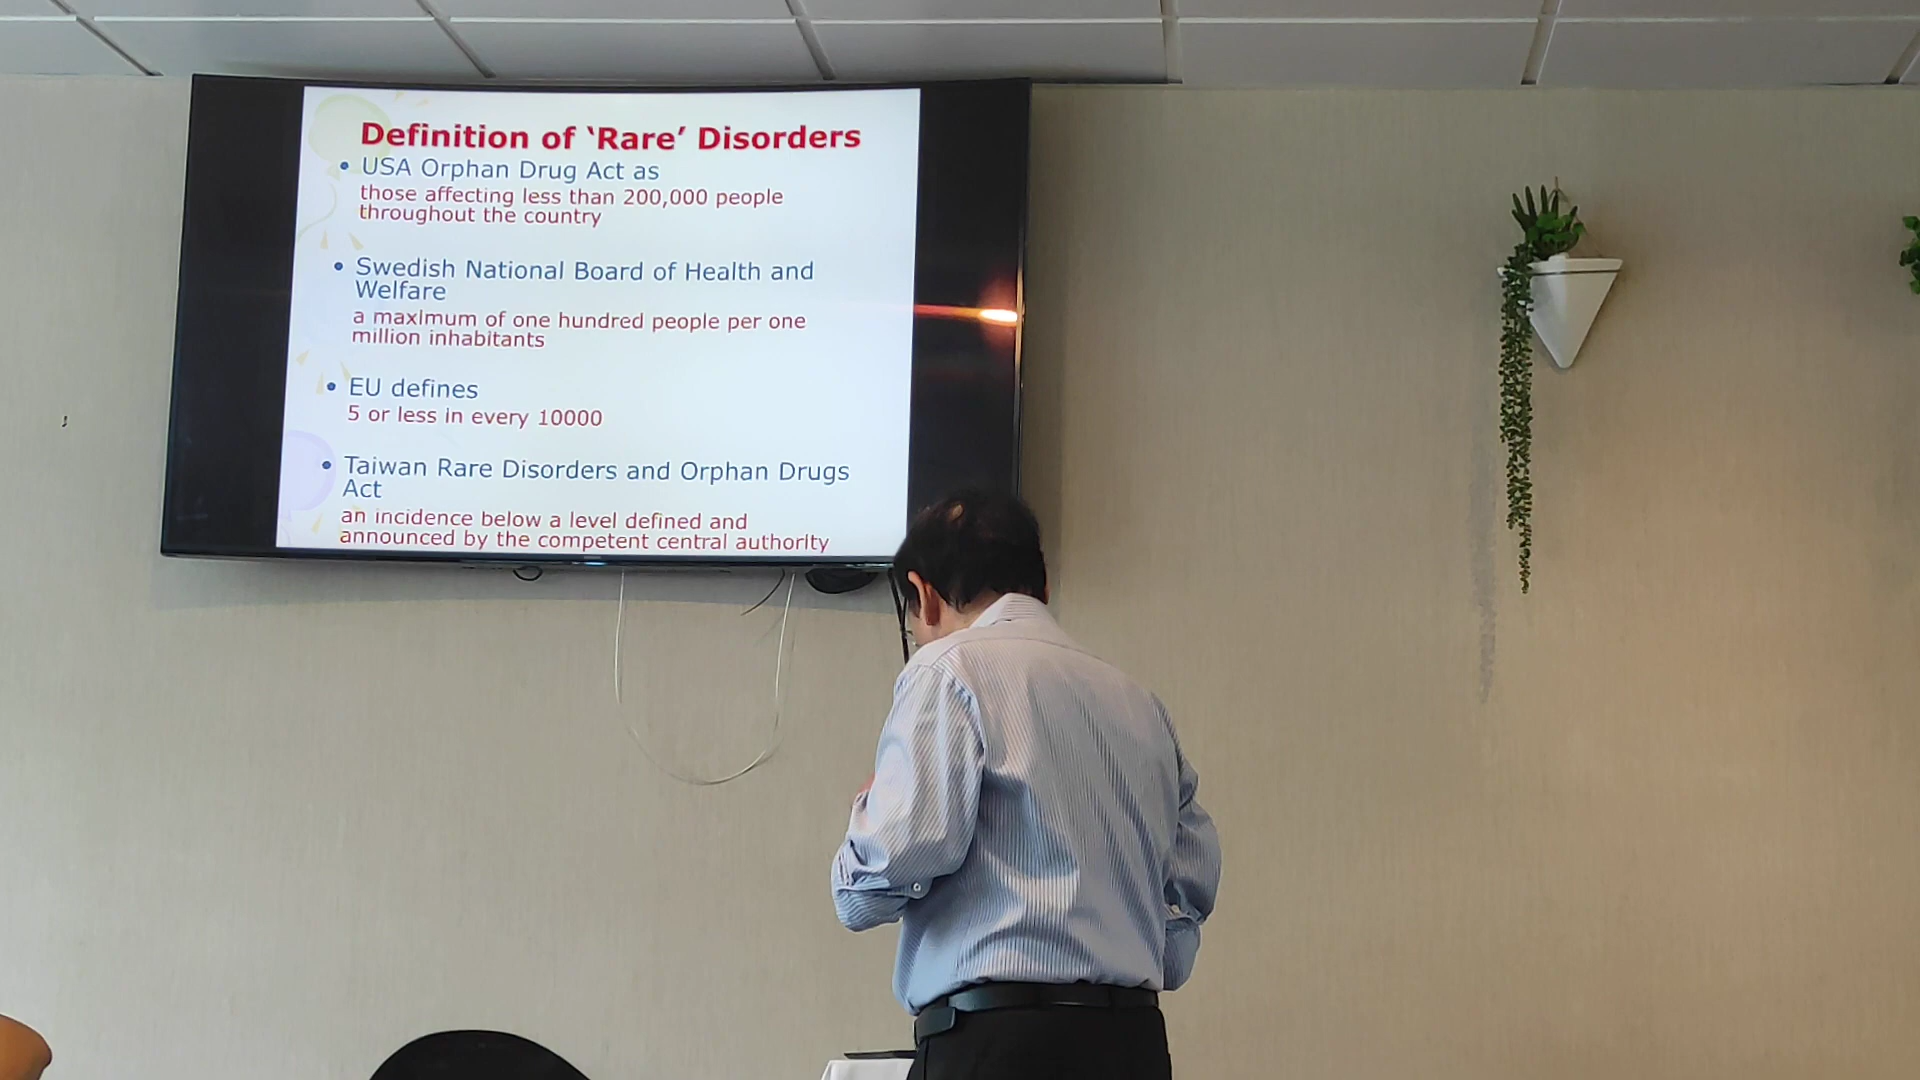 Definition of ‘Rare’ Disorders
• USA Orphan Drug Act as
those affecting less than 200,000 people
throughout the country
• Swedish National Board of Health and
Welfare
a maxImum of one hundred people per one
million inhabitants
• EU defines
5 or less in every 10000
• Taiwan Rare Disorders and Orphan Drugs
Act
an incidence below a level defined and
announced by the competent central authority